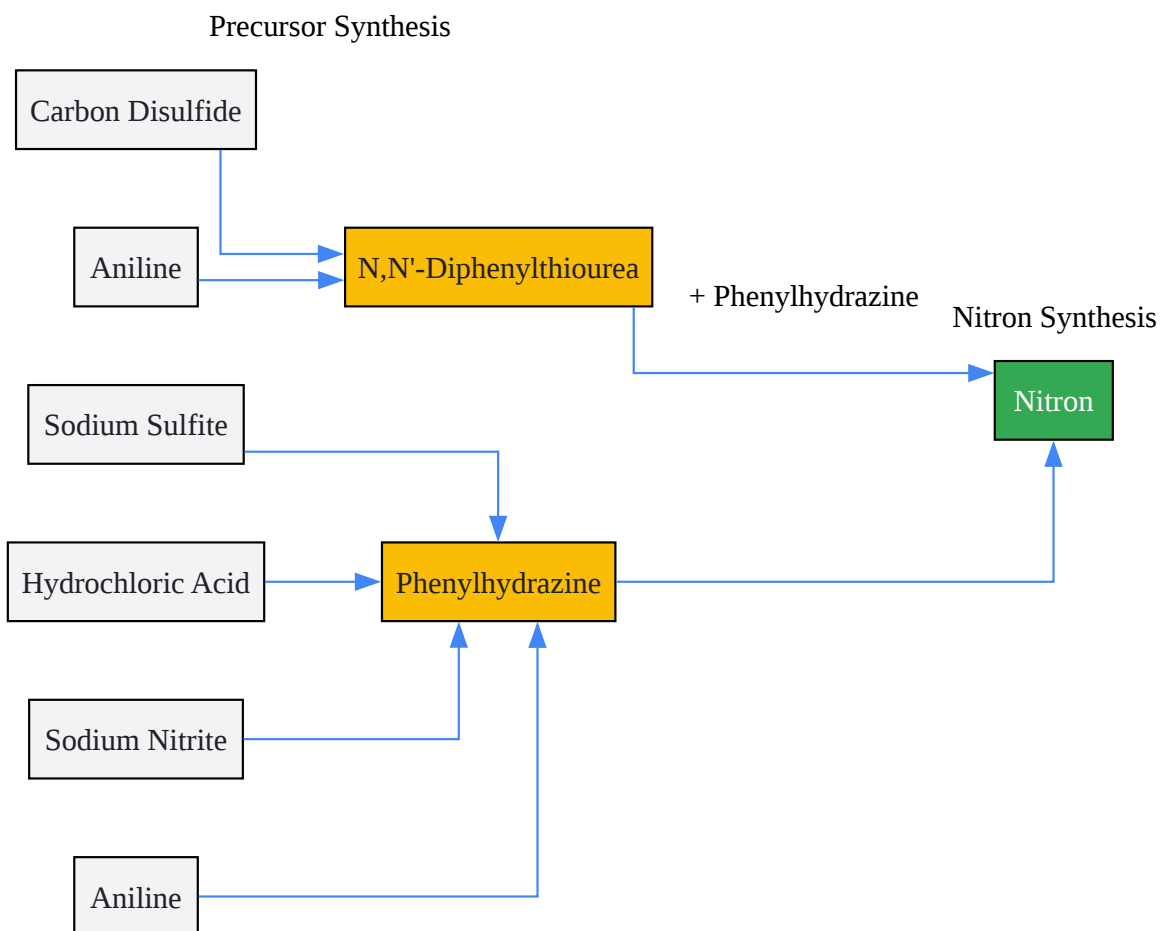 Precursor Synthesis
Carbon Disulfide
Aniline
N,N'-Diphenylthiourea
+ Phenylhydrazine
Nitron Synthesis
Nitron
Sodium Sulfite
Hydrochloric Acid
Phenylhydrazine
Sodium Nitrite
Aniline